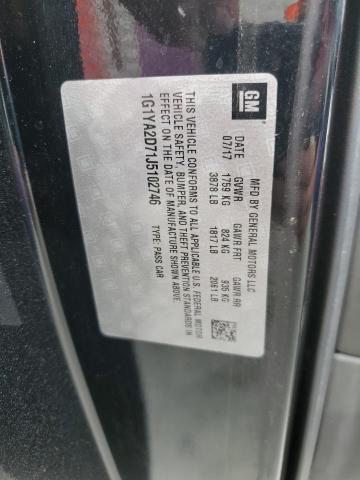 GM
MFD BY GENERAL MOTORS LLC
DATE GVWR GAWR FRT GAWR RR
07/17 1759 KG 824 KG 935 KG
3878 LB 1817 LB 2061 LB
THIS VEHICLE CONFORMS TO ALL APPLICABLE U.S. FEDERAL MOTOR
VEHICLE SAFETY, BUMPER, AND THEFT PREVENTION STANDARDS IN
EFFECT ON THE DATE OF MANUFACTURE SHOWN ABOVE.
1G1YA2D71J5102746 TYPE: PASS CAR